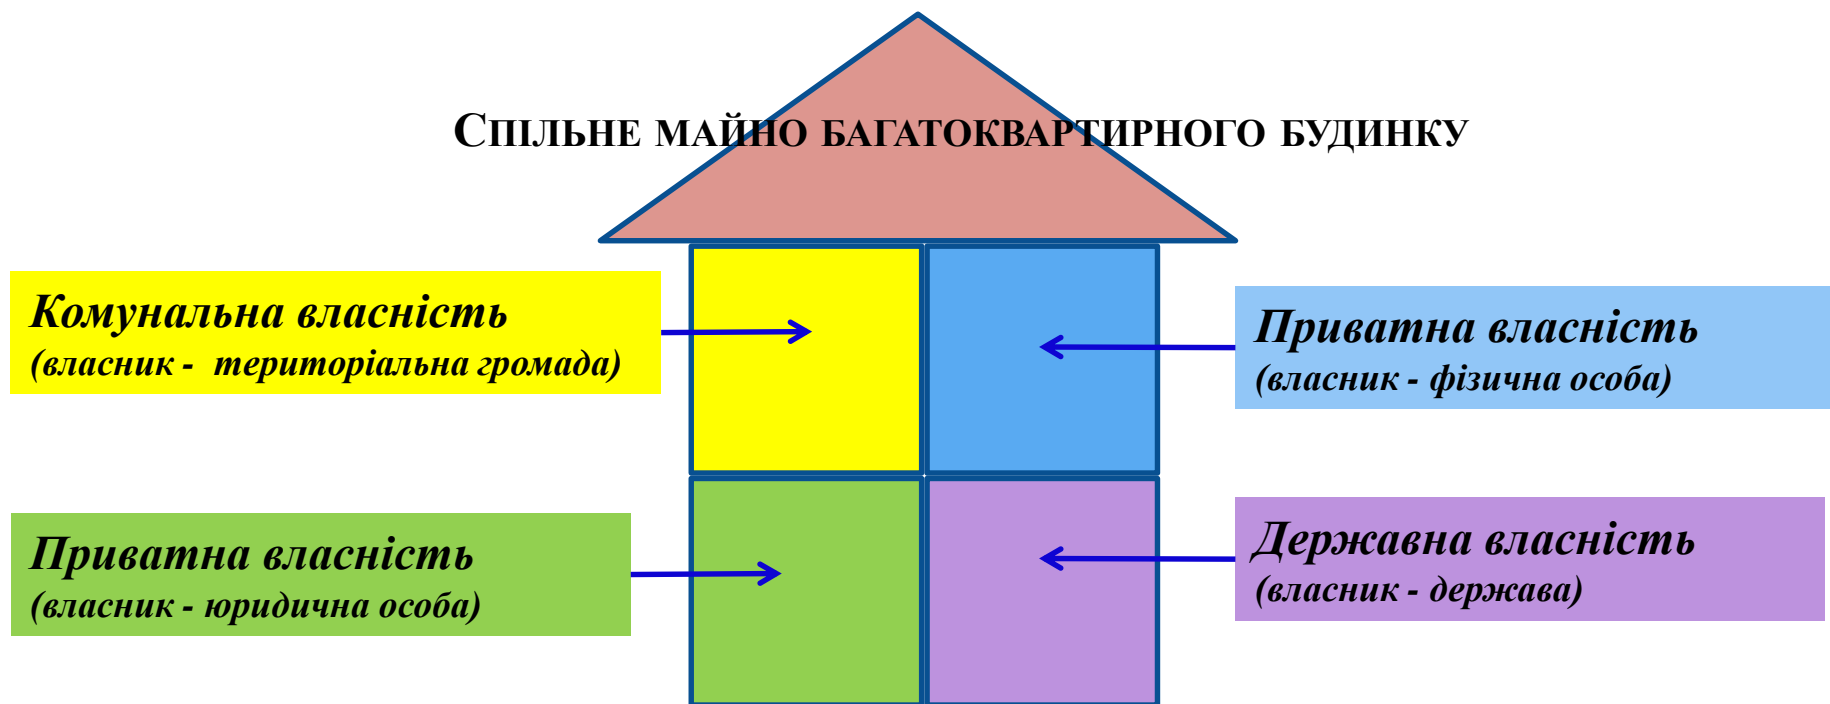 Спільне майно багатоквартирного будинку
Комунальна власність
(власник - територіальна громада)
Приватна власність
(власник - фізична особа)
Приватна власність
(власник - юридична особа)
Державна власність
(власник - держава)